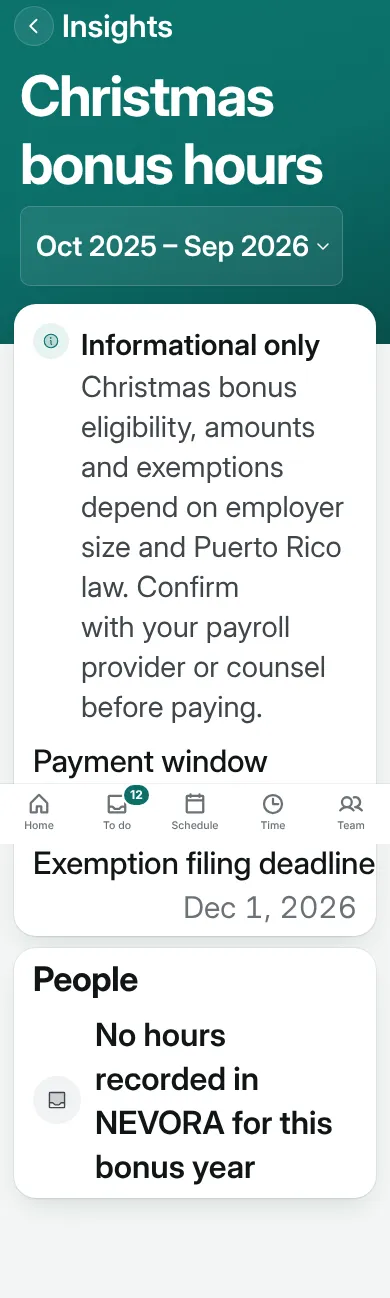 Insights
Christmas
bonus hours
Oct 2025 – Sep 2026
Informational only
Christmas bonus
eligibility, amounts
and exemptions
depend on employer
size and Puerto Rico
law. Confirm
with your payroll
provider or counsel
before paying.
Payment window
12
Home
To do
Schedule
Time
Team
Exemption filing deadline
Dec 1, 2026
People
No hours
recorded in
NEVORA for this
bonus year